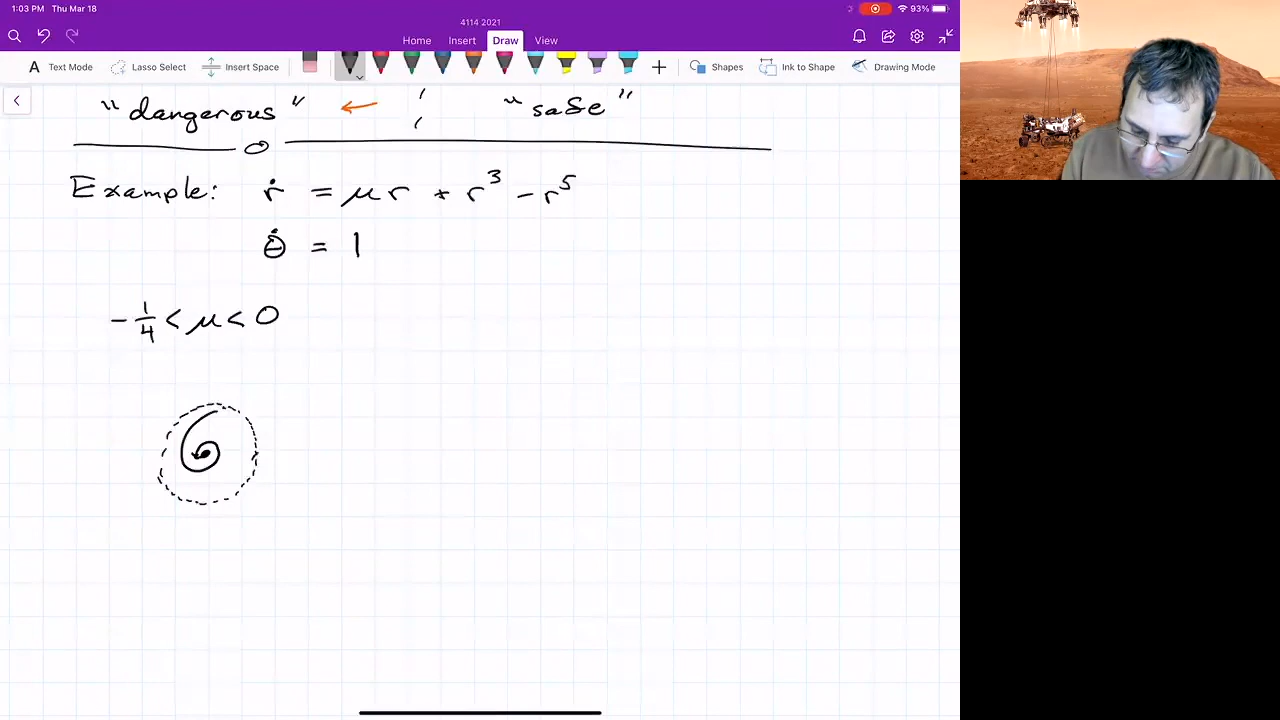 1:03 PM Thu Mar 18
93%
4114 2021
Home Insert Draw View
A Text Mode Lasso Select Insert Space Shapes Ink to Shape Drawing Mode
"dangerous" ← "safe"
Example: ṙ = μr + r³ - r⁵
θ̇ = 1
-1/4 < μ < 0